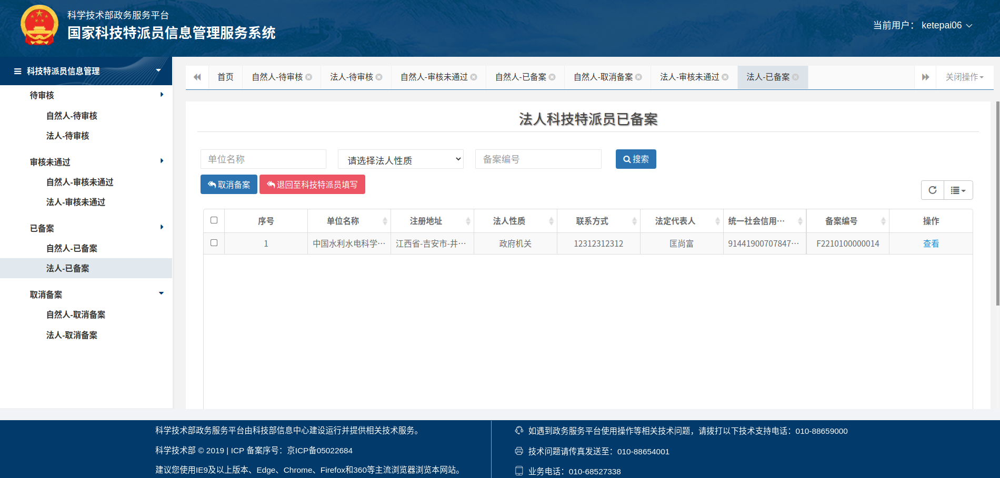 科学技术部政务服务平台
国家科技特派员信息管理服务系统
当前用户： ketepai06
科技特派员信息管理
待审核
自然人-待审核
法人-待审核
审核未通过
自然人-审核未通过
法人-审核未通过
已备案
自然人-已备案
法人-已备案
取消备案
自然人-取消备案
法人-取消备案
首页 自然人-待审核 法人-待审核 自然人-审核未通过 自然人-已备案 自然人-取消备案 法人-审核未通过 法人-已备案 关闭操作
法人科技特派员已备案
单位名称 请选择法人性质 备案编号 搜索
取消备案 退回至科技特派员填写
序号 单位名称 注册地址 法人性质 联系方式 法定代表人 统一社会信用… 备案编号 操作
1 中国水利水电科学… 江西省-吉安市-井… 政府机关 12312312312 匡尚富 91441900707847… F2210100000014 查看
科学技术部政务服务平台由科技部信息中心建设运行并提供相关技术服务。
科学技术部 © 2019 | ICP 备案序号：京ICP备05022684
建议您使用IE9及以上版本、Edge、Chrome、Firefox和360等主流浏览器浏览本网站。
如遇到政务服务平台使用操作等相关技术问题，请拨打以下技术支持电话：010-88659000
技术问题请传真发送至：010-88654001
业务电话：010-68527338